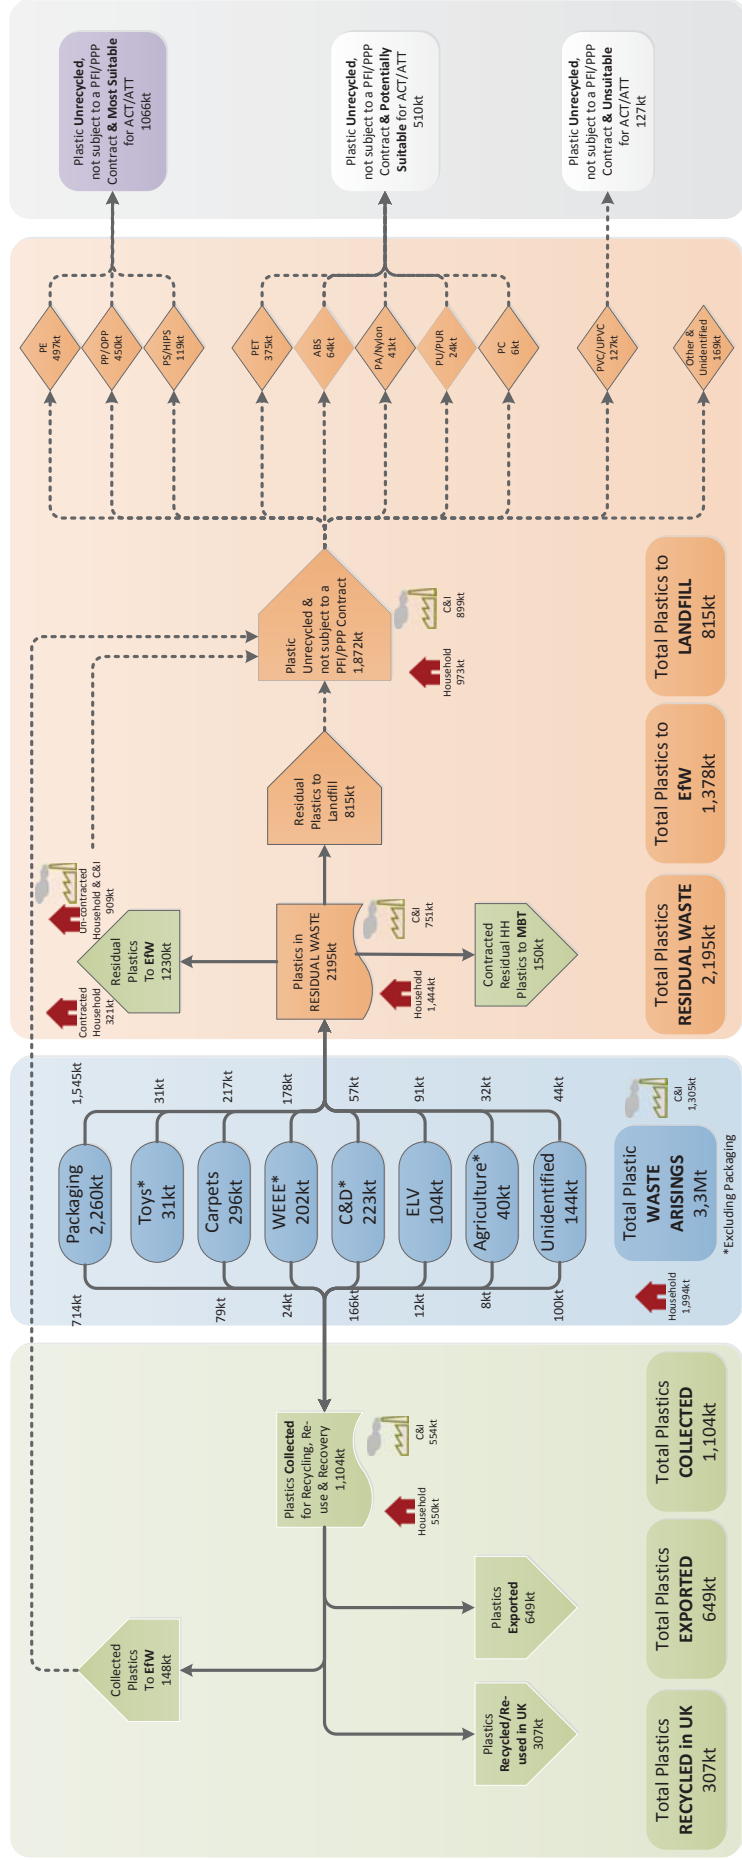 Collected
Plastics
To EfW
148kt
Plastics Collected
for Recycling, Re-
use & Recovery
1,104kt
Household
550kt
C&I
554kt
Plastics
Recycled/Re-
used in UK
307kt
Plastics
Exported
649kt
Total Plastics
RECYCLED in UK
307kt
Total Plastics
EXPORTED
649kt
Total Plastics
COLLECTED
1,104kt
714kt
Packaging
2,260kt
1,545kt
Toys*
31kt
31kt
79kt
Carpets
296kt
217kt
24kt
WEEE*
202kt
178kt
166kt
C&D*
223kt
57kt
12kt
ELV
104kt
91kt
8kt
Agriculture*
40kt
32kt
100kt
Unidentified
144kt
44kt
Household
1,994kt
Total Plastic
WASTE
ARISINGS
3,3Mt
C&I
1,305kt
*Excluding Packaging
Contracted
Household
321kt
Un-contracted
Household & C&I
909kt
Residual
Plastics
To EfW
1230kt
Plastics in
RESIDUAL WASTE
2195kt
Household
1,444kt
C&I
751kt
Contracted
Residual HH
Plastics to MBT
150kt
Residual
Plastics to
Landfill
815kt
Plastic
Unrecycled &
not subject to a
PFI/PPP Contract
1,872kt
Household
973kt
C&I
899kt
Total Plastics
RESIDUAL WASTE
2,195kt
Total Plastics to
EfW
1,378kt
Total Plastics to
LANDFILL
815kt
PE
497kt
PP/OPP
450kt
PS/HIPS
119kt
PET
375kt
ABS
64kt
PA/Nylon
41kt
PU/PUR
24kt
PC
6kt
PVC/UPVC
127kt
Other &
Unidentified
169kt
Plastic Unrecycled,
not subject to a PFI/PPP
Contract & Most Suitable
for ACT/ATT
1066kt
Plastic Unrecycled,
not subject to a PFI/PPP
Contract & Potentially
Suitable for ACT/ATT
510kt
Plastic Unrecycled,
not subject to a PFI/PPP
Contract & Unsuitable
for ACT/ATT
127kt